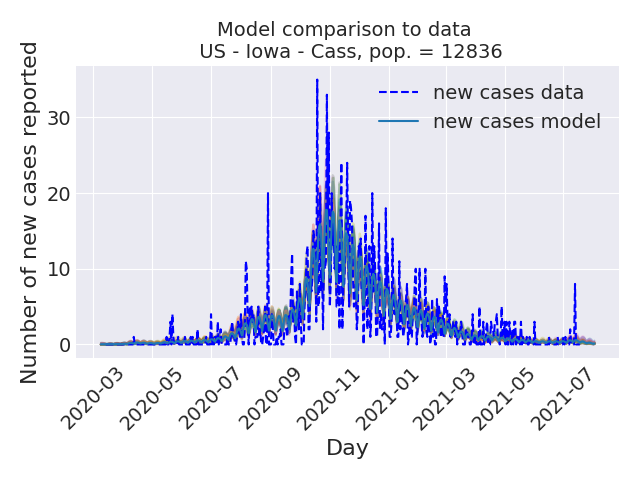 Model comparison to data
US - Iowa - Cass, pop. = 12836
Number of new cases reported
30
20
10
0
new cases data
new cases model
2020-03
2020-05
2020-07
2020-09
2020-11
2021-01
2021-03
2021-05
2021-07
Day